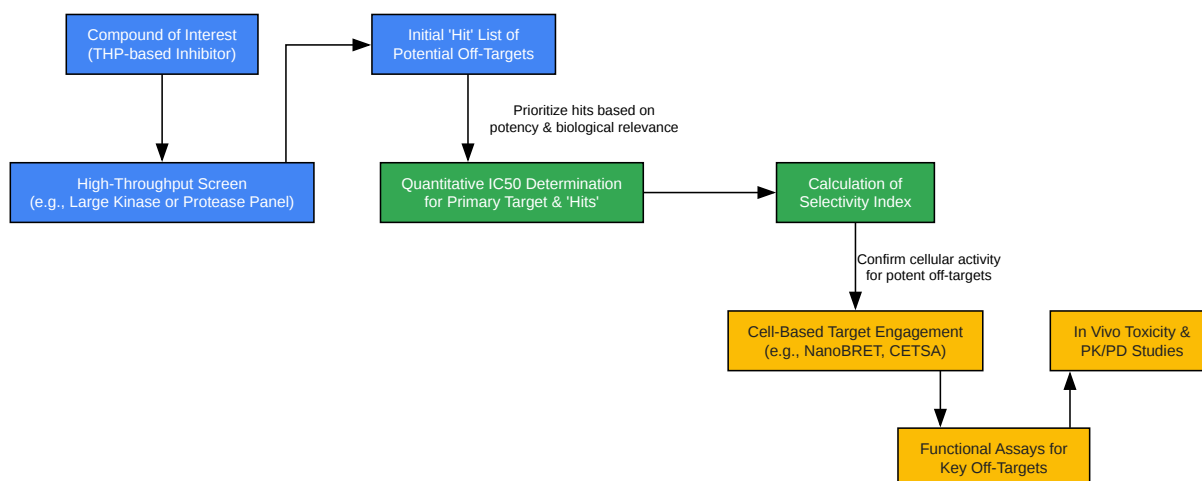 Compound of Interest
(THP-based Inhibitor)
Initial 'Hit' List of
Potential Off-Targets
Prioritize hits based on
potency & biological relevance
High-Throughput Screen
(e.g., Large Kinase or Protease Panel)
Quantitative IC50 Determination
for Primary Target & 'Hits'
Calculation of
Selectivity Index
Confirm cellular activity
for potent off-targets
Cell-Based Target Engagement
(e.g., NanoBRET, CETSA)
In Vivo Toxicity &
PK/PD Studies
Functional Assays for
Key Off-Targets